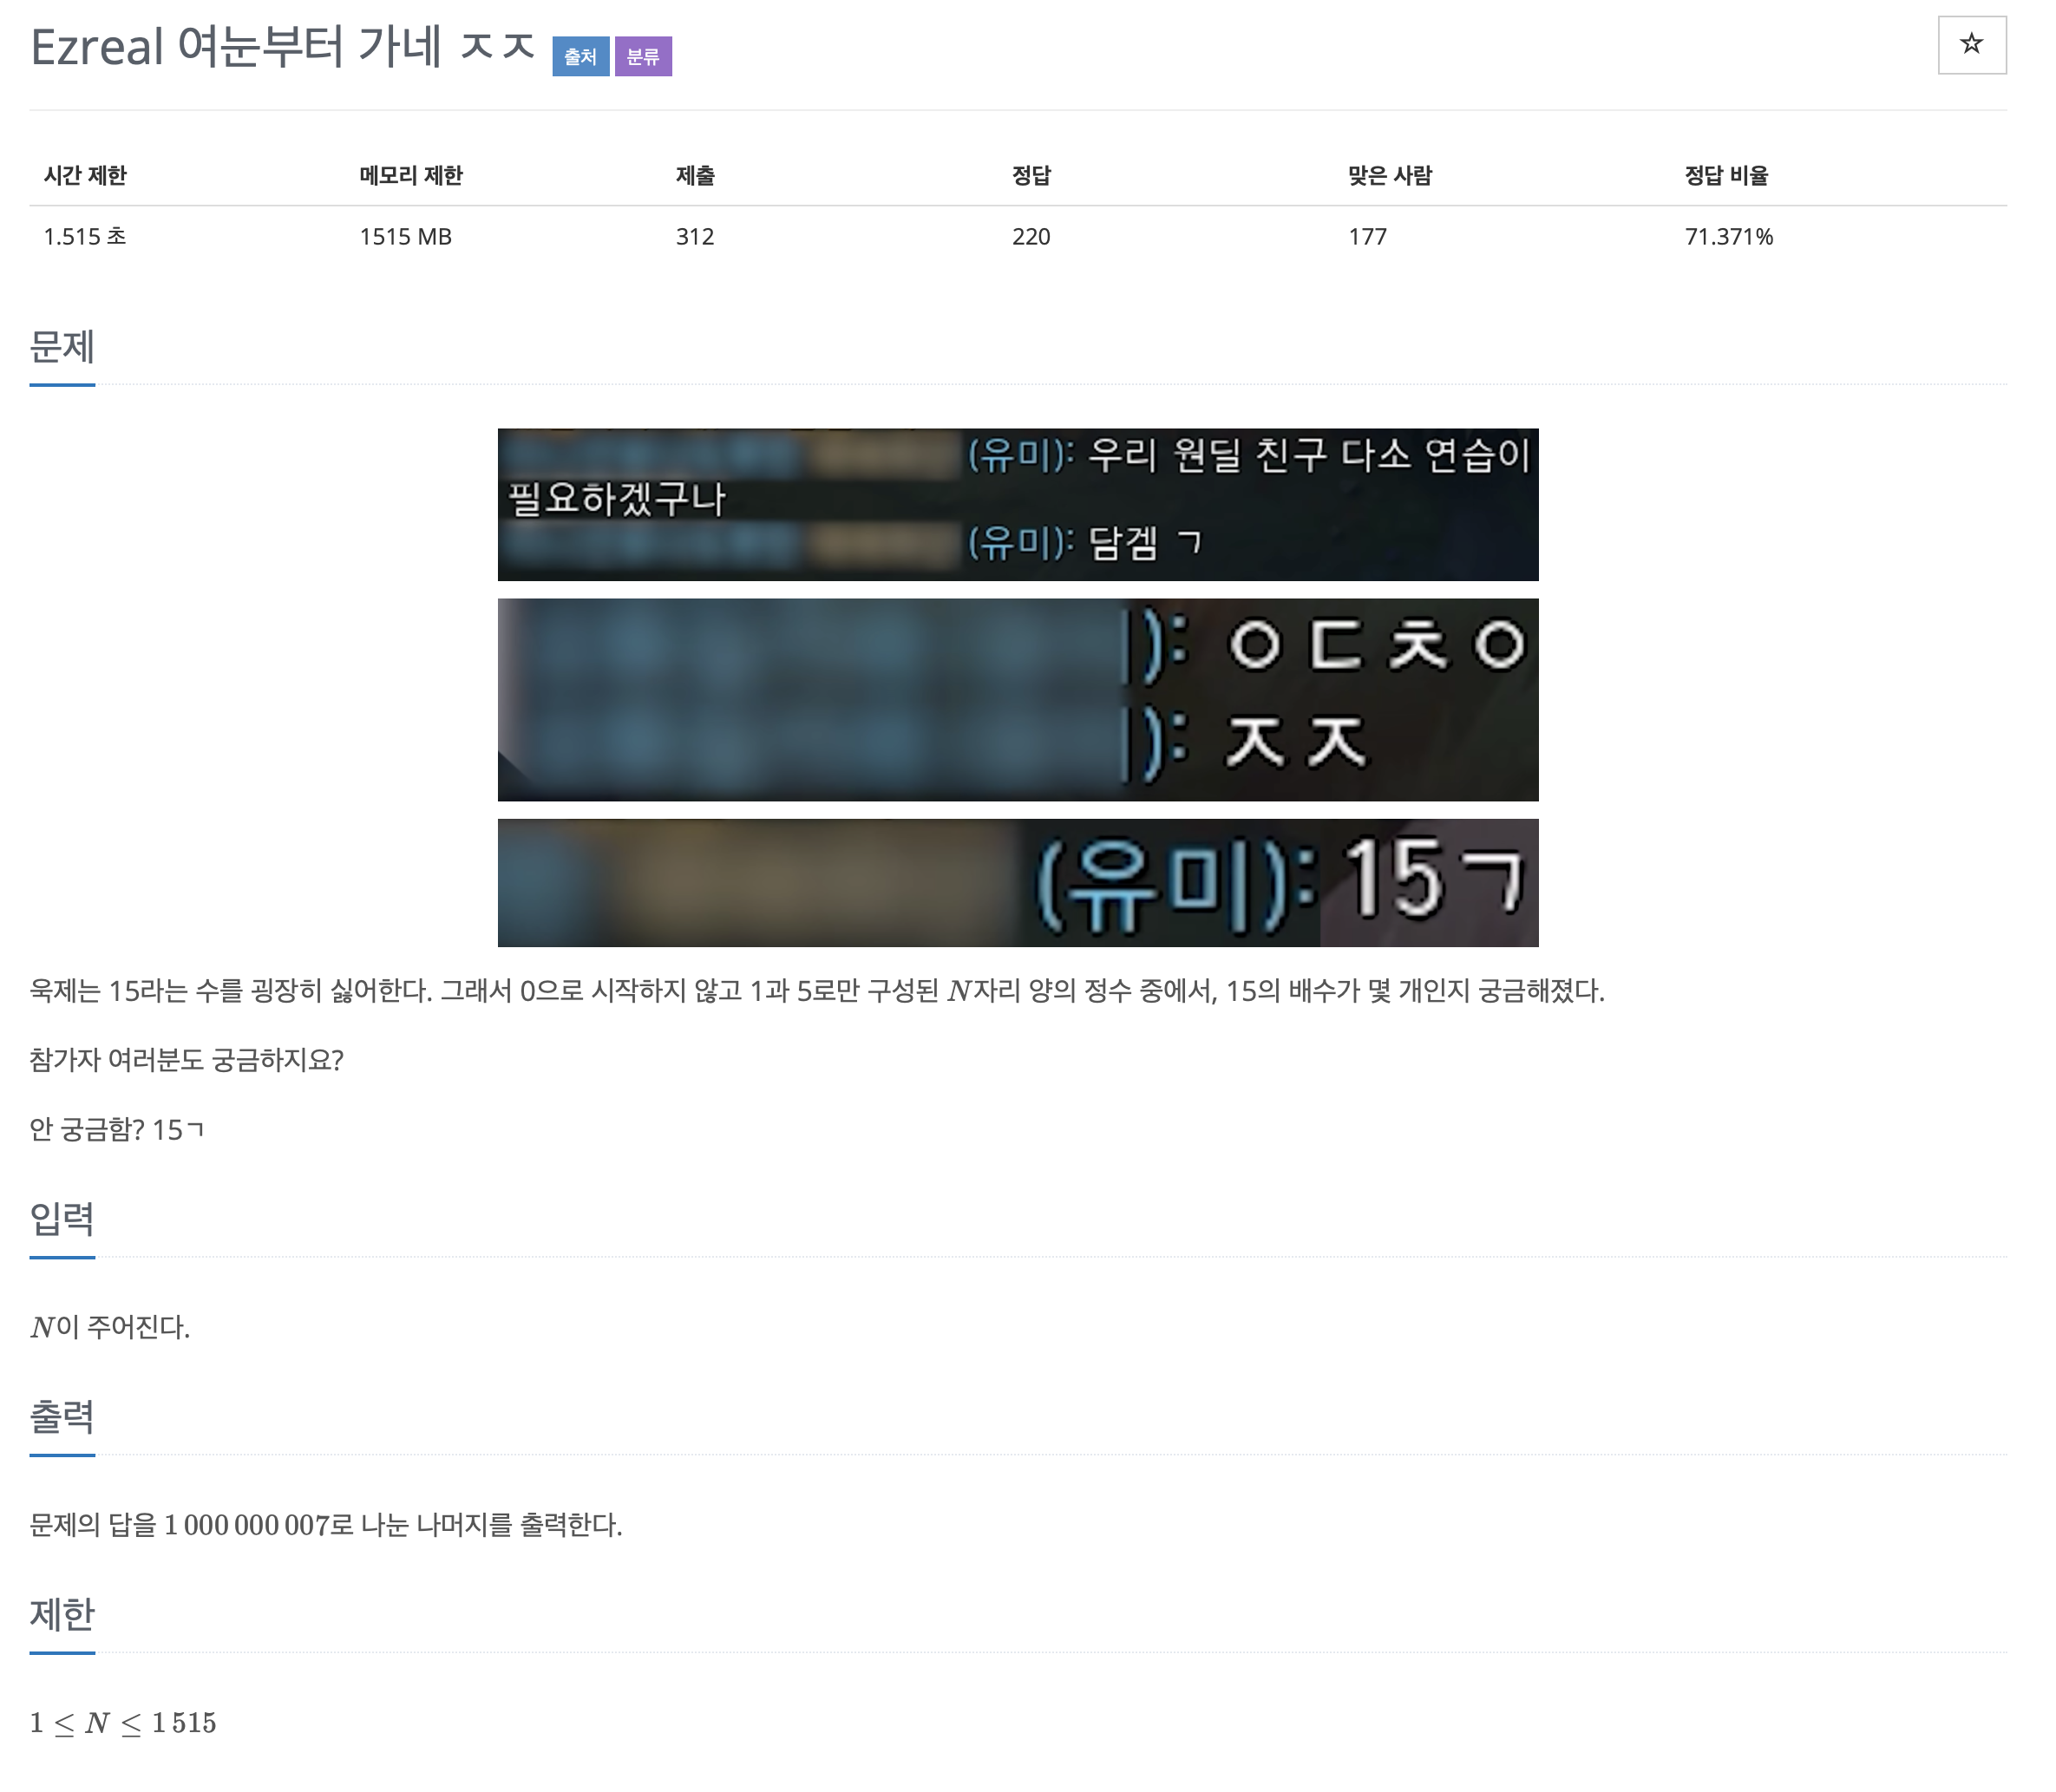 Ezreal 여눈부터 가네 ㅈㅈ 출처 분류
☆
시간 제한 메모리 제한 제출 정답 맞은 사람 정답 비율
1.515 초 1515 MB 312 220 177 71.371%
문제
(유미): 우리 원딜 친구 다소 연습이
필요하겠구나
(유미): 담겜 ㄱ
): ㅇㄷㅊㅇ
): ㅈㅈ
(유미): 15ㄱ
욱제는 15라는 수를 굉장히 싫어한다. 그래서 0으로 시작하지 않고 1과 5로만 구성된 N자리 양의 정수 중에서, 15의 배수가 몇 개인지 궁금해졌다.
참가자 여러분도 궁금하지요?
안 궁금함? 15ㄱ
입력
N이 주어진다.
출력
문제의 답을 1 000 000 007로 나눈 나머지를 출력한다.
제한
1 ≤ N ≤ 1 515